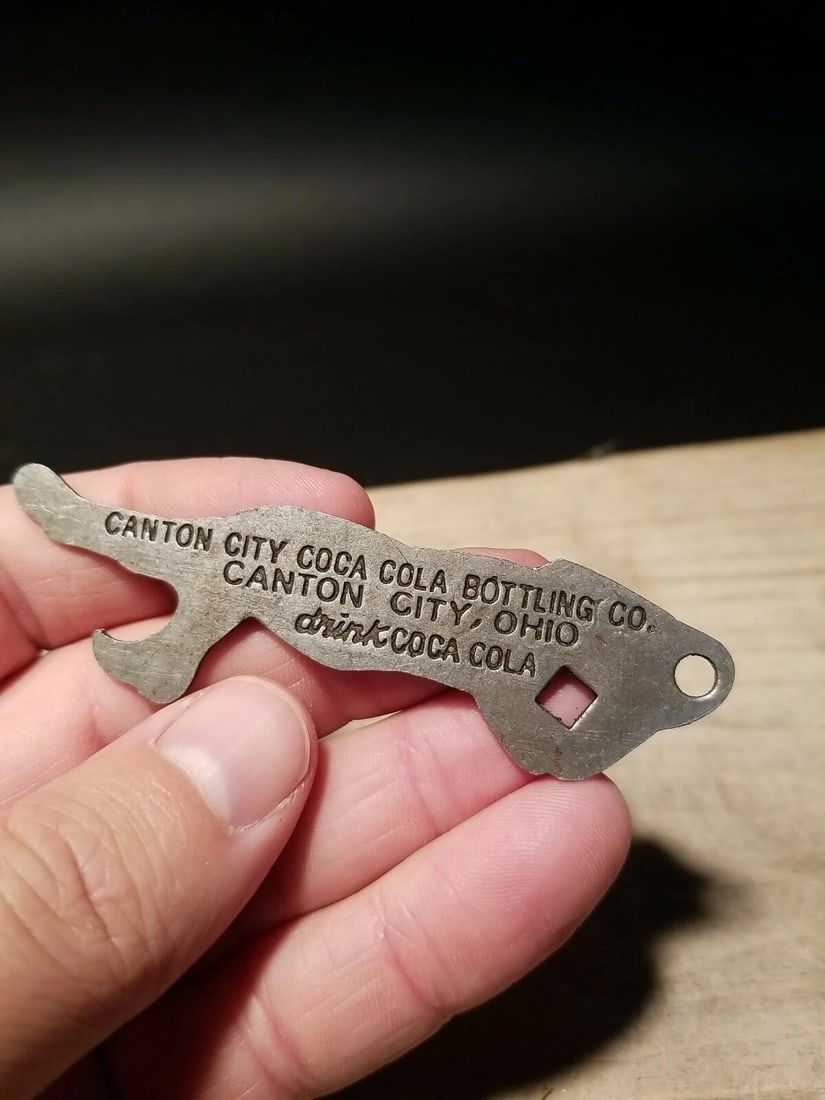 CANTON CITY COCA COLA BOTTLING CO.
CANTON CITY, OHIO
drink COCA COLA